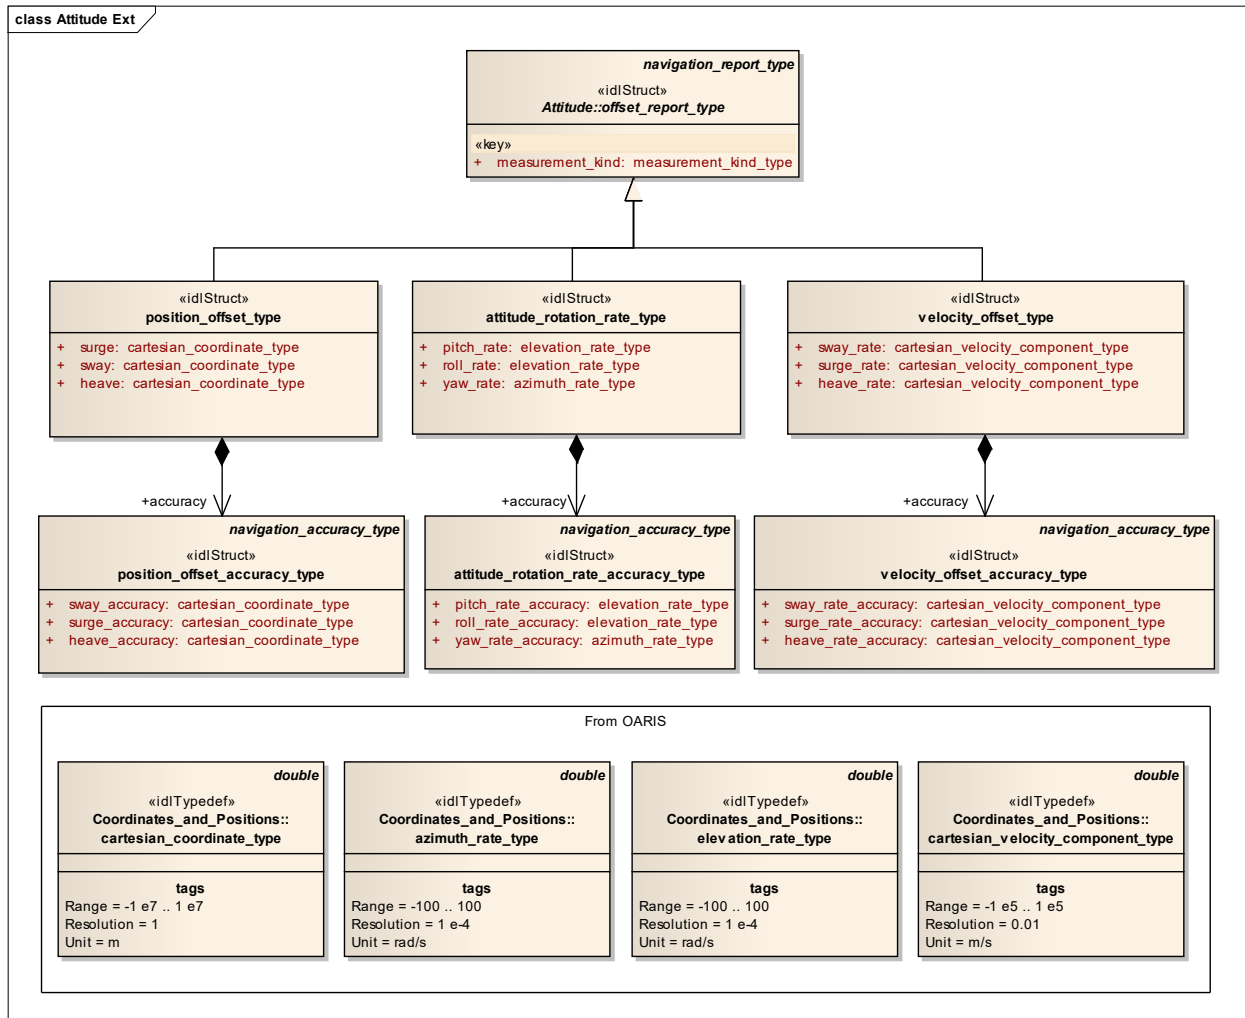 class Attitude Ext
navigation_report_type
«idlStruct»
Attitude::offset_report_type
«key»
+ measurement_kind: measurement_kind_type
«idlStruct»
position_offset_type
+ surge: cartesian_coordinate_type
+ sway: cartesian_coordinate_type
+ heave: cartesian_coordinate_type
«idlStruct»
attitude_rotation_rate_type
+ pitch_rate: elevation_rate_type
+ roll_rate: elevation_rate_type
+ yaw_rate: azimuth_rate_type
«idlStruct»
velocity_offset_type
+ sway_rate: cartesian_velocity_component_type
+ surge_rate: cartesian_velocity_component_type
+ heave_rate: cartesian_velocity_component_type
+accuracy
+accuracy
+accuracy
navigation_accuracy_type
«idlStruct»
position_offset_accuracy_type
+ sway_accuracy: cartesian_coordinate_type
+ surge_accuracy: cartesian_coordinate_type
+ heave_accuracy: cartesian_coordinate_type
navigation_accuracy_type
«idlStruct»
attitude_rotation_rate_accuracy_type
+ pitch_rate_accuracy: elevation_rate_type
+ roll_rate_accuracy: elevation_rate_type
+ yaw_rate_accuracy: azimuth_rate_type
navigation_accuracy_type
«idlStruct»
velocity_offset_accuracy_type
+ sway_rate_accuracy: cartesian_velocity_component_type
+ surge_rate_accuracy: cartesian_velocity_component_type
+ heave_rate_accuracy: cartesian_velocity_component_type
From OARIS
double
«idlTypedef»
Coordinates_and_Positions::
cartesian_coordinate_type
tags
Range = -1 e7 .. 1 e7
Resolution = 1
Unit = m
double
«idlTypedef»
Coordinates_and_Positions::
azimuth_rate_type
tags
Range = -100 .. 100
Resolution = 1 e-4
Unit = rad/s
double
«idlTypedef»
Coordinates_and_Positions::
elevation_rate_type
tags
Range = -100 .. 100
Resolution = 1 e-4
Unit = rad/s
double
«idlTypedef»
Coordinates_and_Positions::
cartesian_velocity_component_type
tags
Range = -1 e5 .. 1 e5
Resolution = 0.01
Unit = m/s